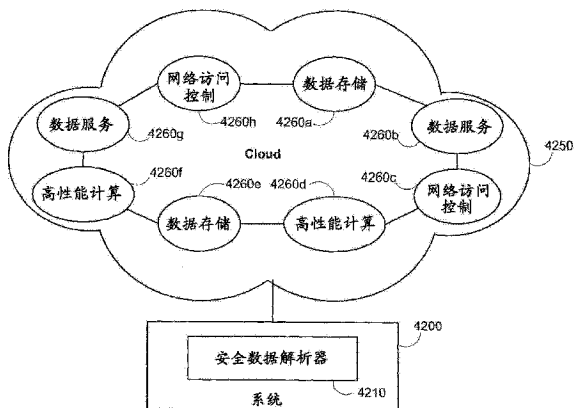 网络访问
控制
数据存储
4260h
4260a
数据服务
4260g
4260b
数据服务
4250
Cloud
4260f
4260e
4260d
4260c
高性能计算
网络访问
控制
数据存储
高性能计算
4200
安全数据解析器
4210
系统